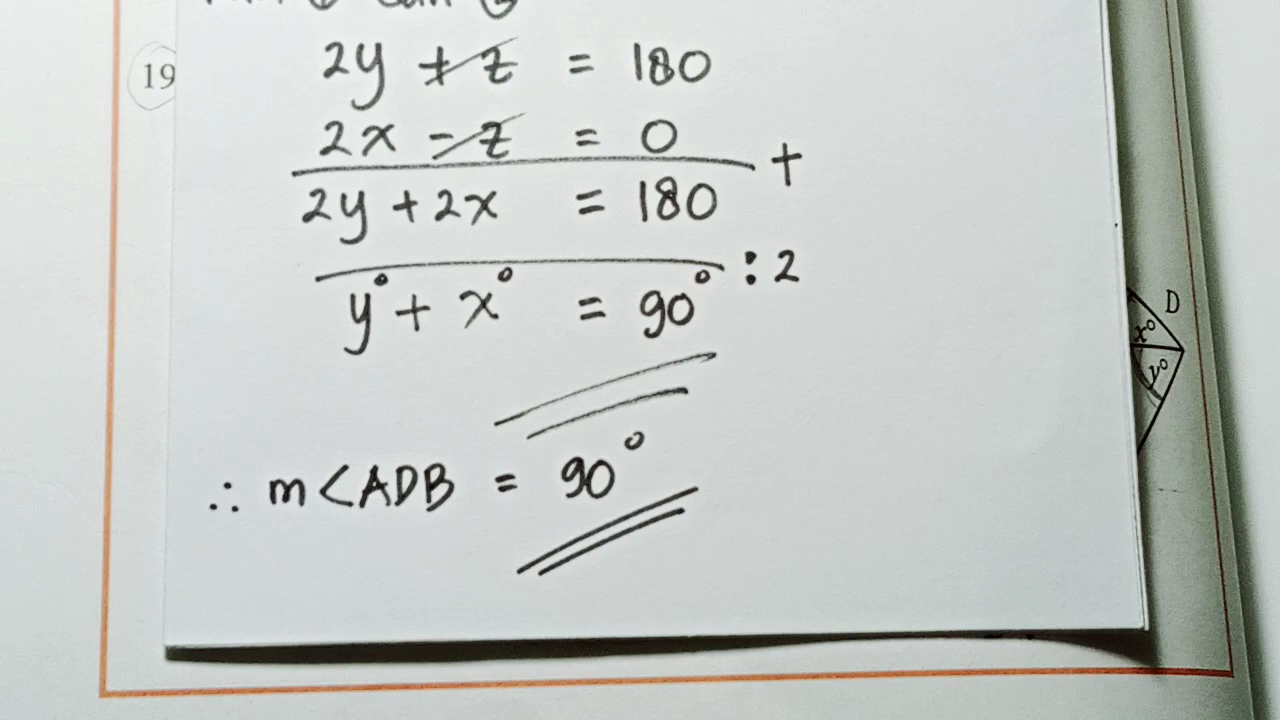 19
2y + z = 180
2x - z = 0
+
2y + 2x = 180
: 2
y° + x° = 90°
D
x°
y°
∴ m<ADB = 90°